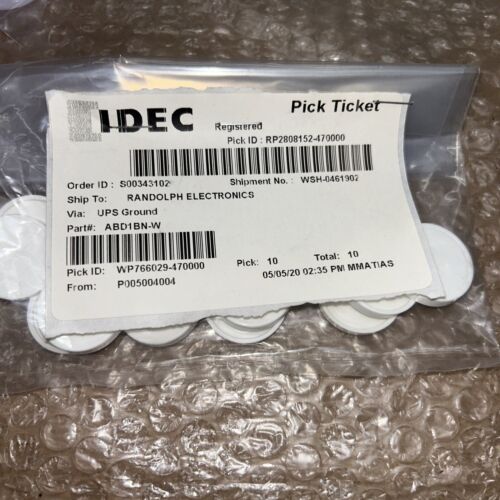 IDEC
Pick Ticket
Registered
Pick ID : RP2808152-470000
Order ID : S00343102 Shipment No. : WSH-0461902
Ship To: RANDOLPH ELECTRONICS
Via: UPS Ground
Part#: ABD1BN-W
Pick ID: WP766029-470000 Pick: 10 Total: 10
From: P005004004 05/05/20 02:35 PM MMATIAS